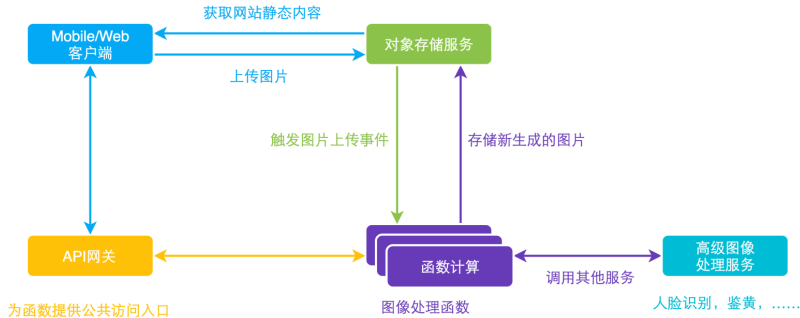 获取网站静态内容
Mobile/Web
客户端
对象存储服务
上传图片
触发图片上传事件
存储新生成的图片
API网关
函数计算
高级图像
处理服务
调用其他服务
为函数提供公共访问入口
图像处理函数
人脸识别，鉴黄，……